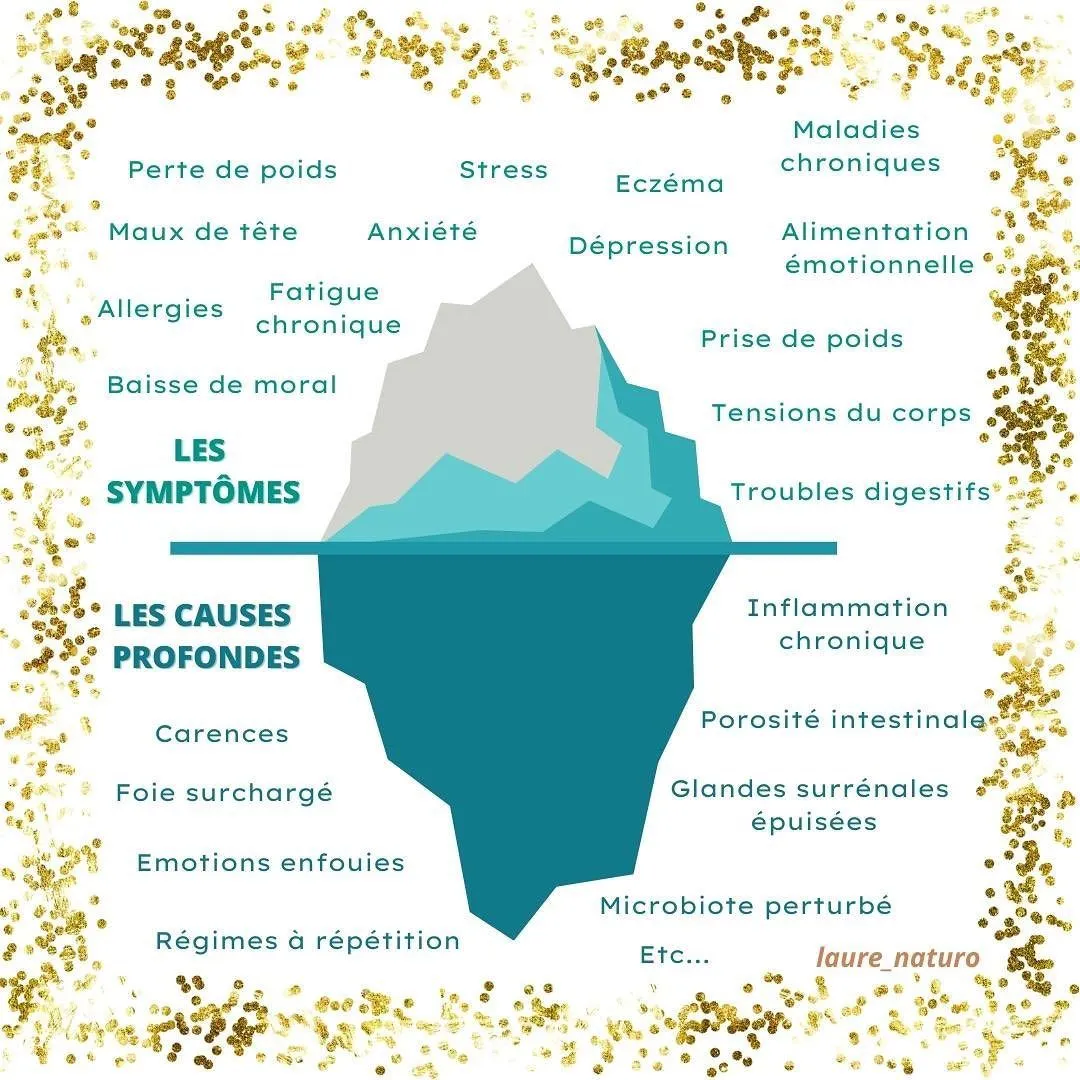 Maladies
chroniques
Perte de poids
Stress
Eczéma
Maux de tête
Anxiété
Dépression
Alimentation
émotionnelle
Allergies
Fatigue
chronique
Prise de poids
Baisse de moral
Tensions du corps
LES
SYMPTÔMES
Troubles digestifs
LES CAUSES
PROFONDES
Inflammation
chronique
Carences
Porosité intestinale
Foie surchargé
Glandes surrénales
épuisées
Emotions enfouies
Microbiote perturbé
Régimes à répétition
Etc...
laure_naturo